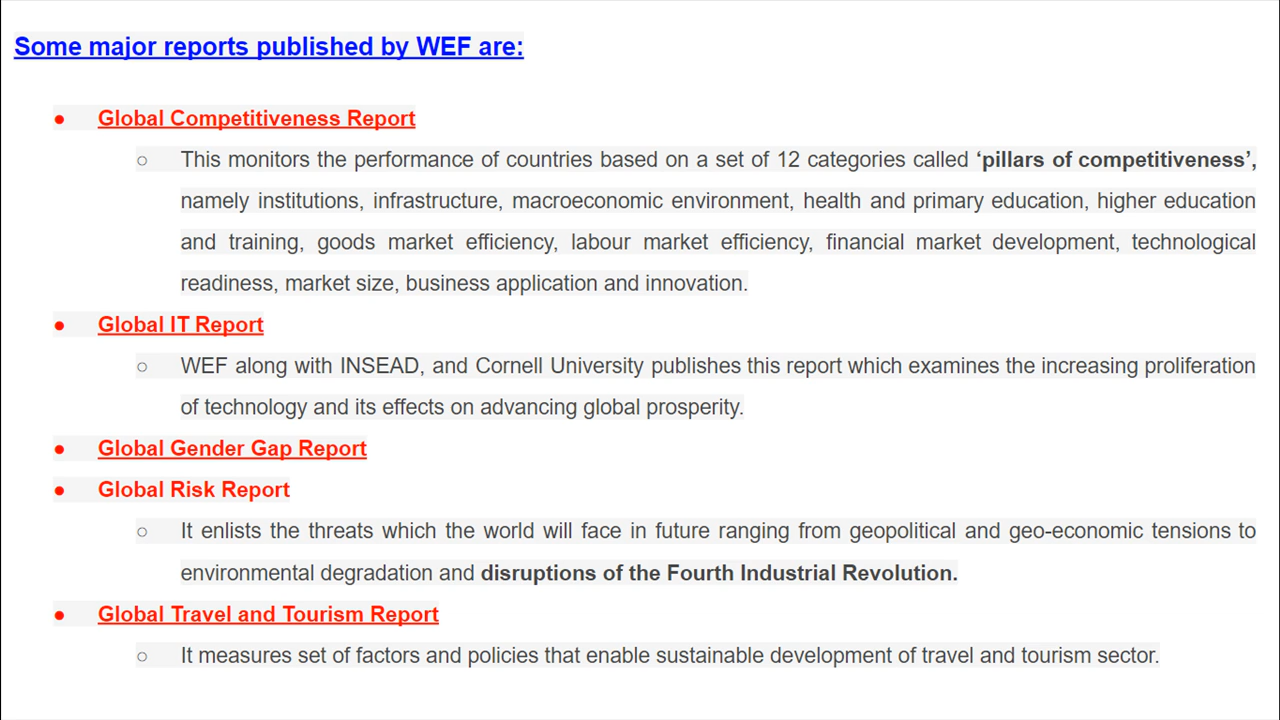 Some major reports published by WEF are:
● Global Competitiveness Report
○ This monitors the performance of countries based on a set of 12 categories called ‘pillars of competitiveness’,
namely institutions, infrastructure, macroeconomic environment, health and primary education, higher education
and training, goods market efficiency, labour market efficiency, financial market development, technological
readiness, market size, business application and innovation.
● Global IT Report
○ WEF along with INSEAD, and Cornell University publishes this report which examines the increasing proliferation
of technology and its effects on advancing global prosperity.
● Global Gender Gap Report
● Global Risk Report
○ It enlists the threats which the world will face in future ranging from geopolitical and geo-economic tensions to
environmental degradation and disruptions of the Fourth Industrial Revolution.
● Global Travel and Tourism Report
○ It measures set of factors and policies that enable sustainable development of travel and tourism sector.